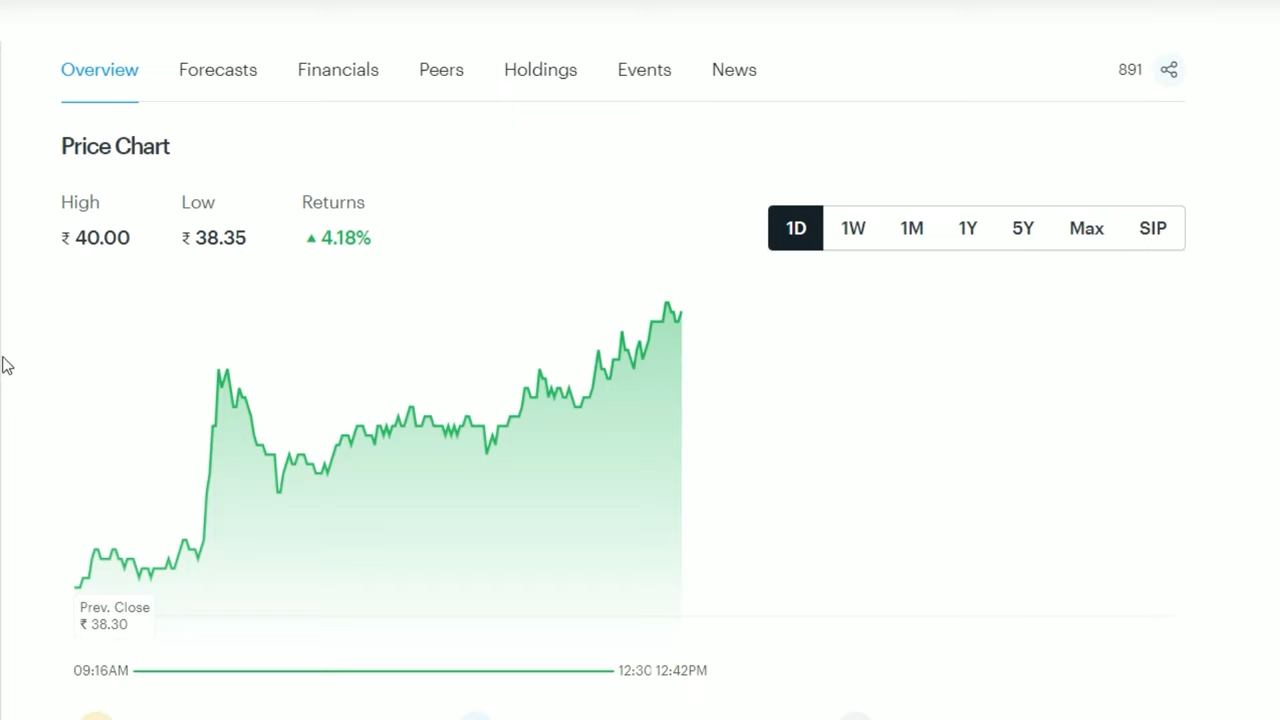 Overview Forecasts Financials Peers Holdings Events News 891
Price Chart
High Low Returns
₹ 40.00 ₹ 38.35 ▲ 4.18%
1D 1W 1M 1Y 5Y Max SIP
Prev. Close
₹ 38.30
09:16AM 12:30 12:42PM